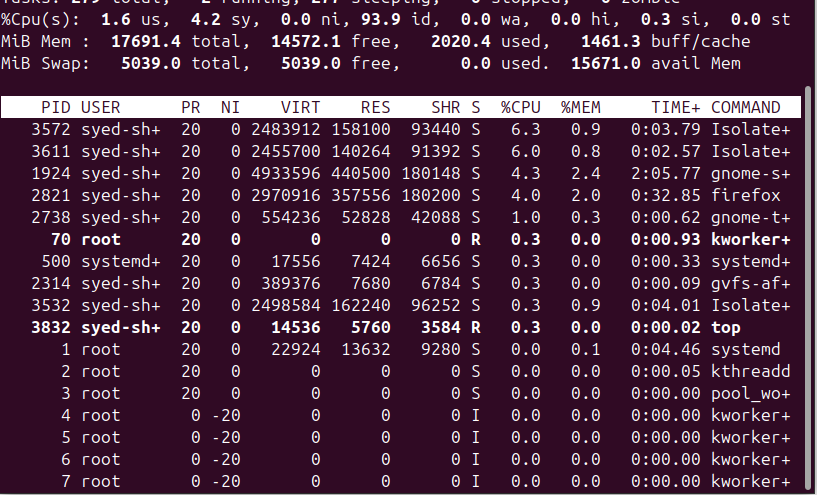 Tasks: 279 total, 2 running, 277 sleeping, 0 stopped, 0 zombie
%Cpu(s):  1.6 us,  4.2 sy,  0.0 ni, 93.9 id,  0.0 wa,  0.0 hi,  0.3 si,  0.0 st
MiB Mem :  17691.4 total,  14572.1 free,   2020.4 used,   1461.3 buff/cache
MiB Swap:   5039.0 total,   5039.0 free,      0.0 used.  15671.0 avail Mem
PID USER PR NI VIRT RES SHR S %CPU %MEM TIME+ COMMAND
3572 syed-sh+ 20 0 2483912 158100 93440 S 6.3 0.9 0:03.79 Isolate+
3611 syed-sh+ 20 0 2455700 140264 91392 S 6.0 0.8 0:02.57 Isolate+
1924 syed-sh+ 20 0 4933596 440500 180148 S 4.3 2.4 2:05.77 gnome-s+
2821 syed-sh+ 20 0 2970916 357556 180200 S 4.0 2.0 0:32.85 firefox
2738 syed-sh+ 20 0 554236 52828 42088 S 1.0 0.3 0:00.62 gnome-t+
70 root 20 0 0 0 0 R 0.3 0.0 0:00.93 kworker+
500 systemd+ 20 0 17556 7424 6656 S 0.3 0.0 0:00.33 systemd+
2314 syed-sh+ 20 0 389376 7680 6784 S 0.3 0.0 0:00.09 gvfs-af+
3532 syed-sh+ 20 0 2498584 162240 96252 S 0.3 0.9 0:04.01 Isolate+
3832 syed-sh+ 20 0 14536 5760 3584 R 0.3 0.0 0:00.02 top
1 root 20 0 22924 13632 9280 S 0.0 0.1 0:04.46 systemd
2 root 20 0 0 0 0 S 0.0 0.0 0:00.05 kthreadd
3 root 20 0 0 0 0 S 0.0 0.0 0:00.00 pool_wo+
4 root 0 -20 0 0 0 I 0.0 0.0 0:00.00 kworker+
5 root 0 -20 0 0 0 I 0.0 0.0 0:00.00 kworker+
6 root 0 -20 0 0 0 I 0.0 0.0 0:00.00 kworker+
7 root 0 -20 0 0 0 I 0.0 0.0 0:00.00 kworker+